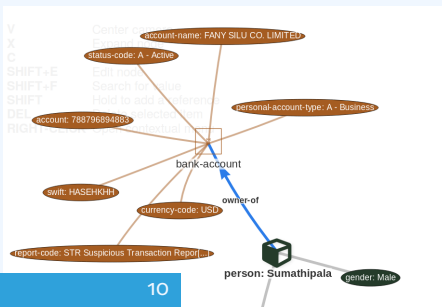 V Center
X
C
SHIFT+E Edit node
SHIFT+F Search for value
SHIFT Hold to add a reference
DEL
account-name: FANY SILU CO. LIMITED
status-code: A - Active
personal-account-type: A - Business
account: 788796894883
bank-account
swift: HASEHKHH
currency-code: USD
owner-of
report-code: STR Suspicious Transaction Repor[...]
person: Sumathipala
gender: Male
10